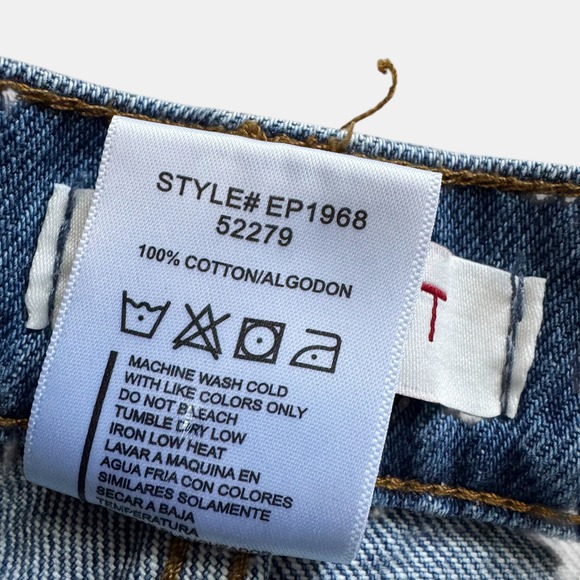 STYLE# EP1968
52279
100% COTTON/ALGODON
MACHINE WASH COLD
WITH LIKE COLORS ONLY
DO NOT BLEACH
TUMBLE DRY LOW
IRON LOW HEAT
LAVAR A MAQUINA EN
AGUA FRIA CON COLORES
SIMILARES SOLAMENTE
SECAR A BAJA
TEMPERATURA
T